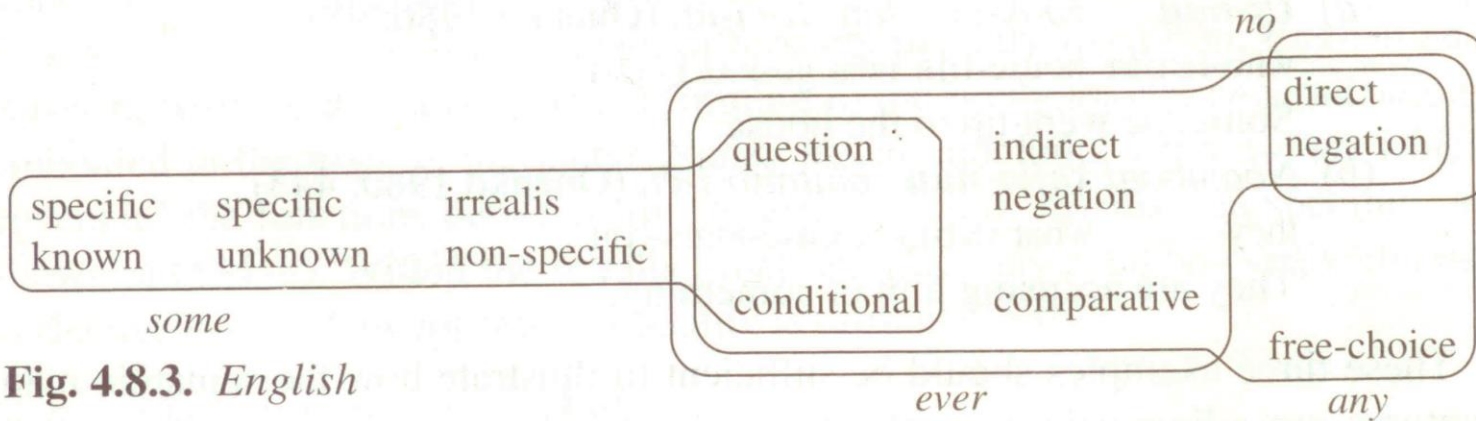 no
direct
negation
question indirect
negation
specific specific irrealis
known unknown non-specific
conditional comparative
some
free-choice
Fig. 4.8.3. English
ever any